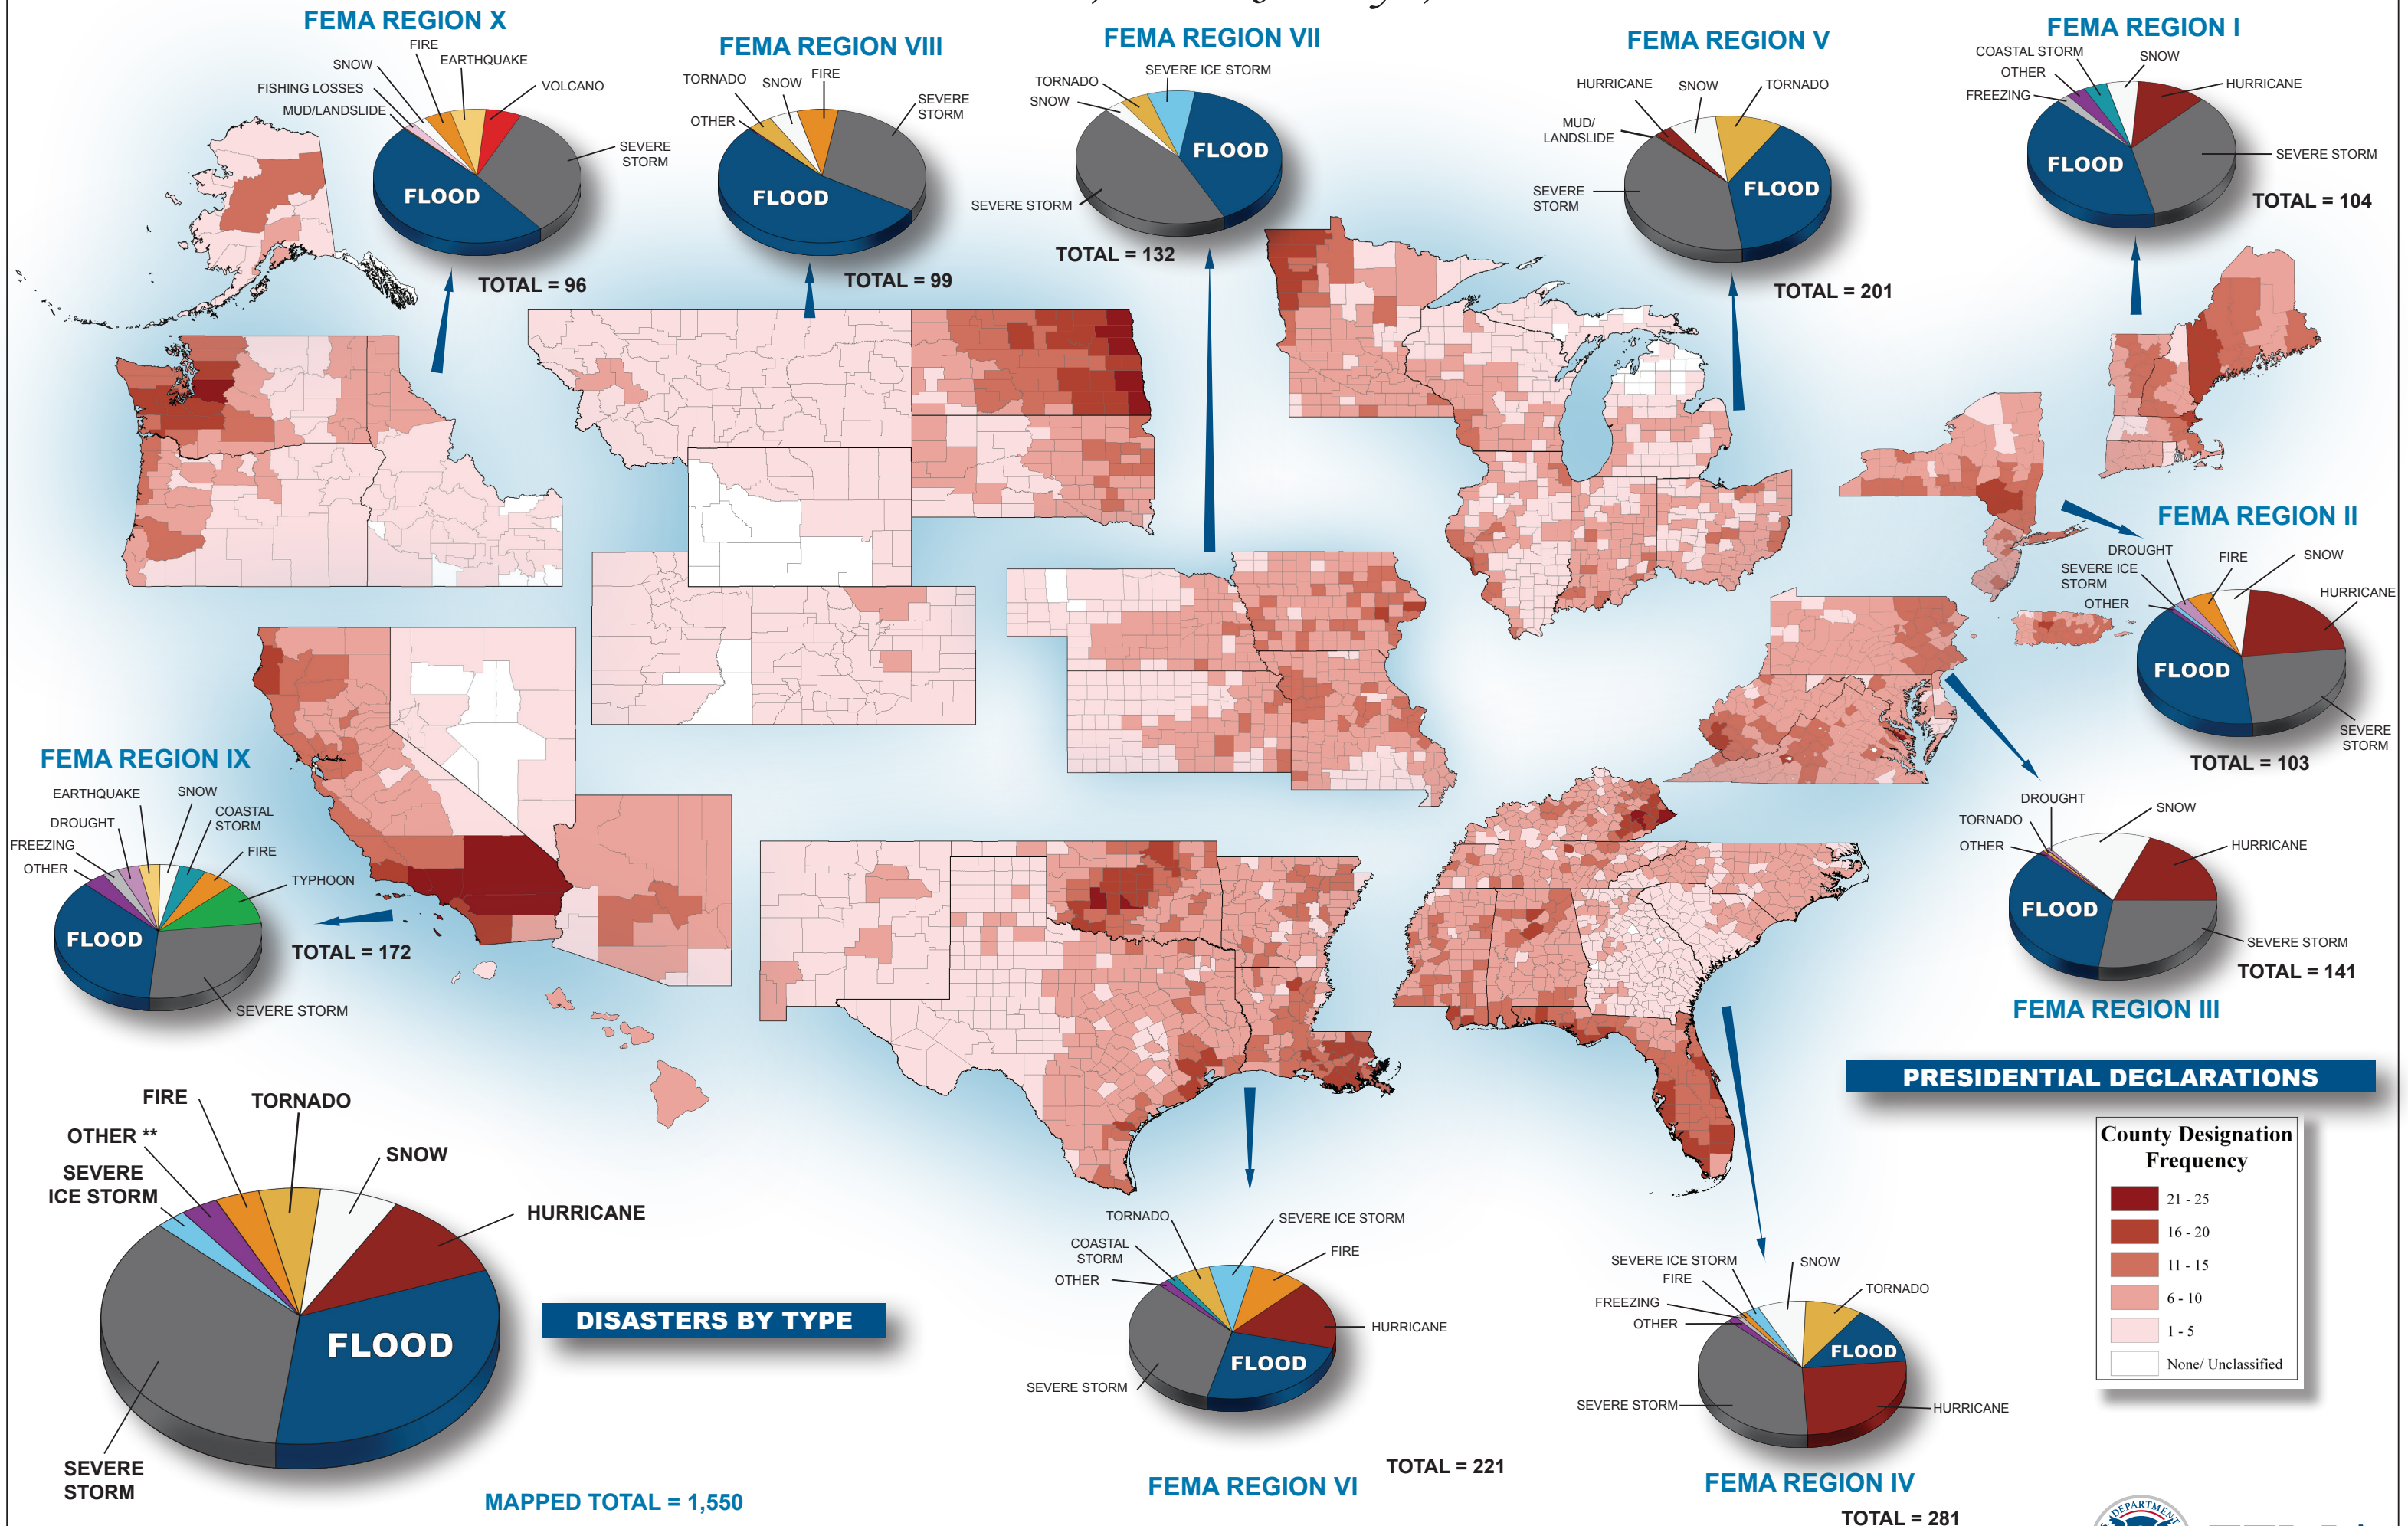 FEMA REGION X
FIRE
EARTHQUAKE
SNOW
VOLCANO
FISHING LOSSES
MUD/LANDSLIDE
SEVERE
STORM
FLOOD
TOTAL = 96
FEMA REGION VIII
TORNADO
SNOW
FIRE
SEVERE
STORM
OTHER
FLOOD
TOTAL = 99
FEMA REGION VII
SEVERE ICE STORM
TORNADO
SNOW
FLOOD
SEVERE STORM
TOTAL = 132
FEMA REGION V
HURRICANE
SNOW
TORNADO
MUD/
LANDSLIDE
SEVERE
STORM
FLOOD
TOTAL = 201
FEMA REGION I
COASTAL STORM
SNOW
OTHER
HURRICANE
FREEZING
FLOOD
SEVERE STORM
TOTAL = 104
FEMA REGION II
DROUGHT
FIRE
SNOW
SEVERE ICE
STORM
HURRICANE
OTHER
FLOOD
SEVERE
STORM
TOTAL = 103
FEMA REGION IX
EARTHQUAKE
SNOW
COASTAL
STORM
DROUGHT
FREEZING
FIRE
OTHER
TYPHOON
FLOOD
TOTAL = 172
SEVERE STORM
DROUGHT
SNOW
TORNADO
OTHER
HURRICANE
FLOOD
SEVERE STORM
TOTAL = 141
FEMA REGION III
PRESIDENTIAL DECLARATIONS
County Designation
Frequency
21 - 25
16 - 20
11 - 15
6 - 10
1 - 5
None/ Unclassified
FIRE
TORNADO
OTHER **
SNOW
SEVERE
ICE STORM
HURRICANE
FLOOD
SEVERE
STORM
DISASTERS BY TYPE
MAPPED TOTAL = 1,550
TORNADO
SEVERE ICE STORM
COASTAL
STORM
FIRE
OTHER
HURRICANE
FLOOD
SEVERE STORM
TOTAL = 221
FEMA REGION VI
SEVERE ICE STORM
SNOW
FIRE
TORNADO
FREEZING
OTHER
FLOOD
SEVERE STORM
HURRICANE
FEMA REGION IV
TOTAL = 281
DEPARTMENT